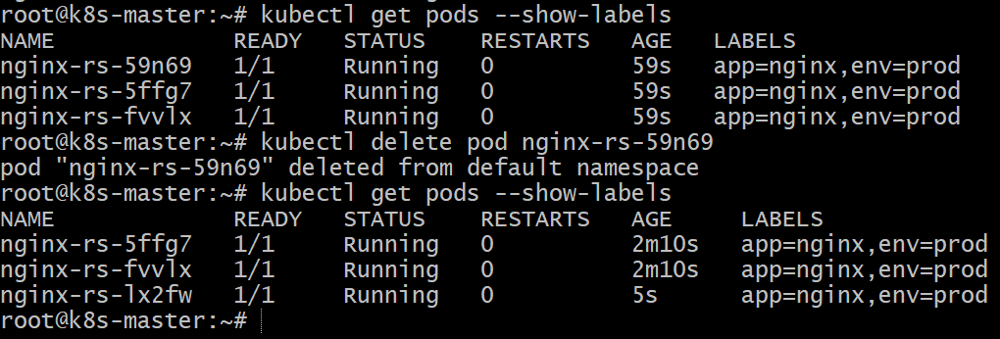 root@k8s-master:~# kubectl get pods --show-labels
NAME READY STATUS RESTARTS AGE LABELS
nginx-rs-59n69 1/1 Running 0 59s app=nginx,env=prod
nginx-rs-5ffg7 1/1 Running 0 59s app=nginx,env=prod
nginx-rs-fvvlx 1/1 Running 0 59s app=nginx,env=prod
root@k8s-master:~# kubectl delete pod nginx-rs-59n69
pod "nginx-rs-59n69" deleted from default namespace
root@k8s-master:~# kubectl get pods --show-labels
NAME READY STATUS RESTARTS AGE LABELS
nginx-rs-5ffg7 1/1 Running 0 2m10s app=nginx,env=prod
nginx-rs-fvvlx 1/1 Running 0 2m10s app=nginx,env=prod
nginx-rs-lx2fw 1/1 Running 0 5s app=nginx,env=prod
root@k8s-master:~#